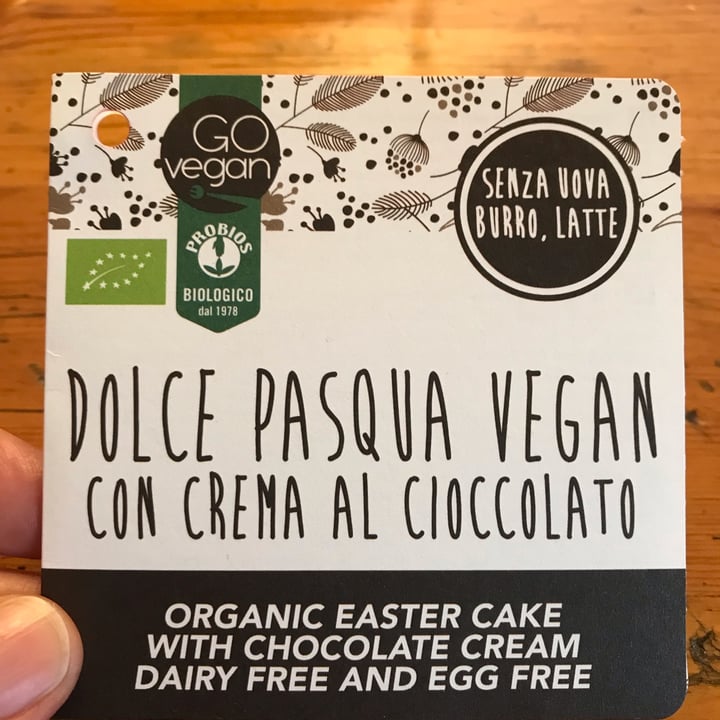 GO
vegan
SENZA UOVA
BURRO, LATTE
PROBIOS
BIOLOGICO
dal 1978
DOLCE PASQUA VEGAN
CON CREMA AL CIOCCOLATO
ORGANIC EASTER CAKE
WITH CHOCOLATE CREAM
DAIRY FREE AND EGG FREE